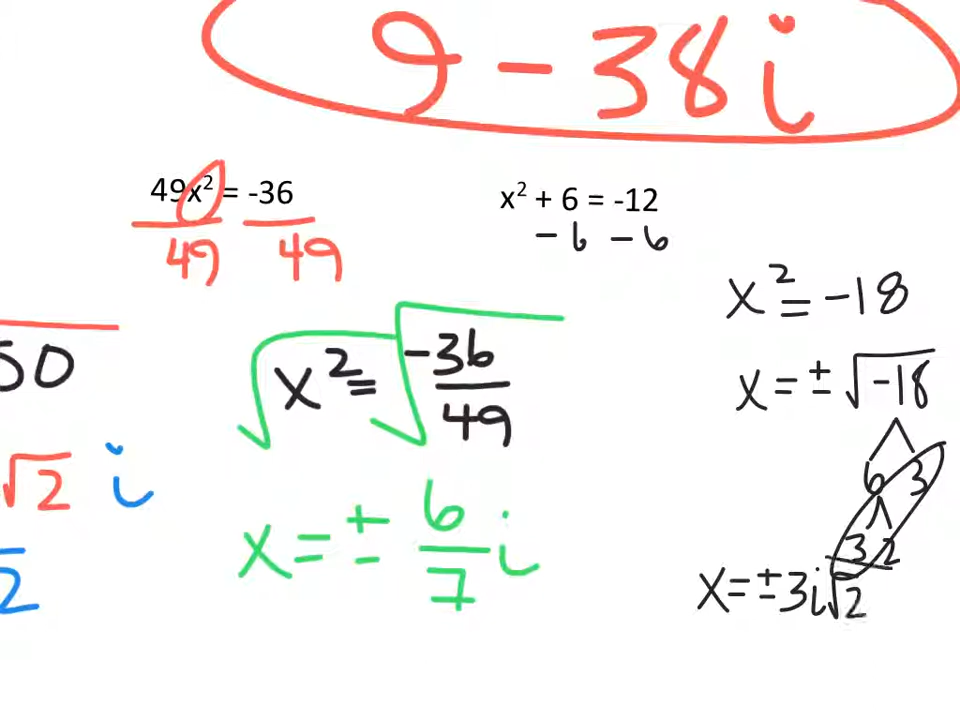 9 - 38i
49x² = -36
49 49
x² + 6 = -12
- 6 - 6
50
√2 i
2
√x² = √-36/49
x = ± 6/7 i
x² = -18
x = ± √-18
6 3
3 2
x = ± 3i√2